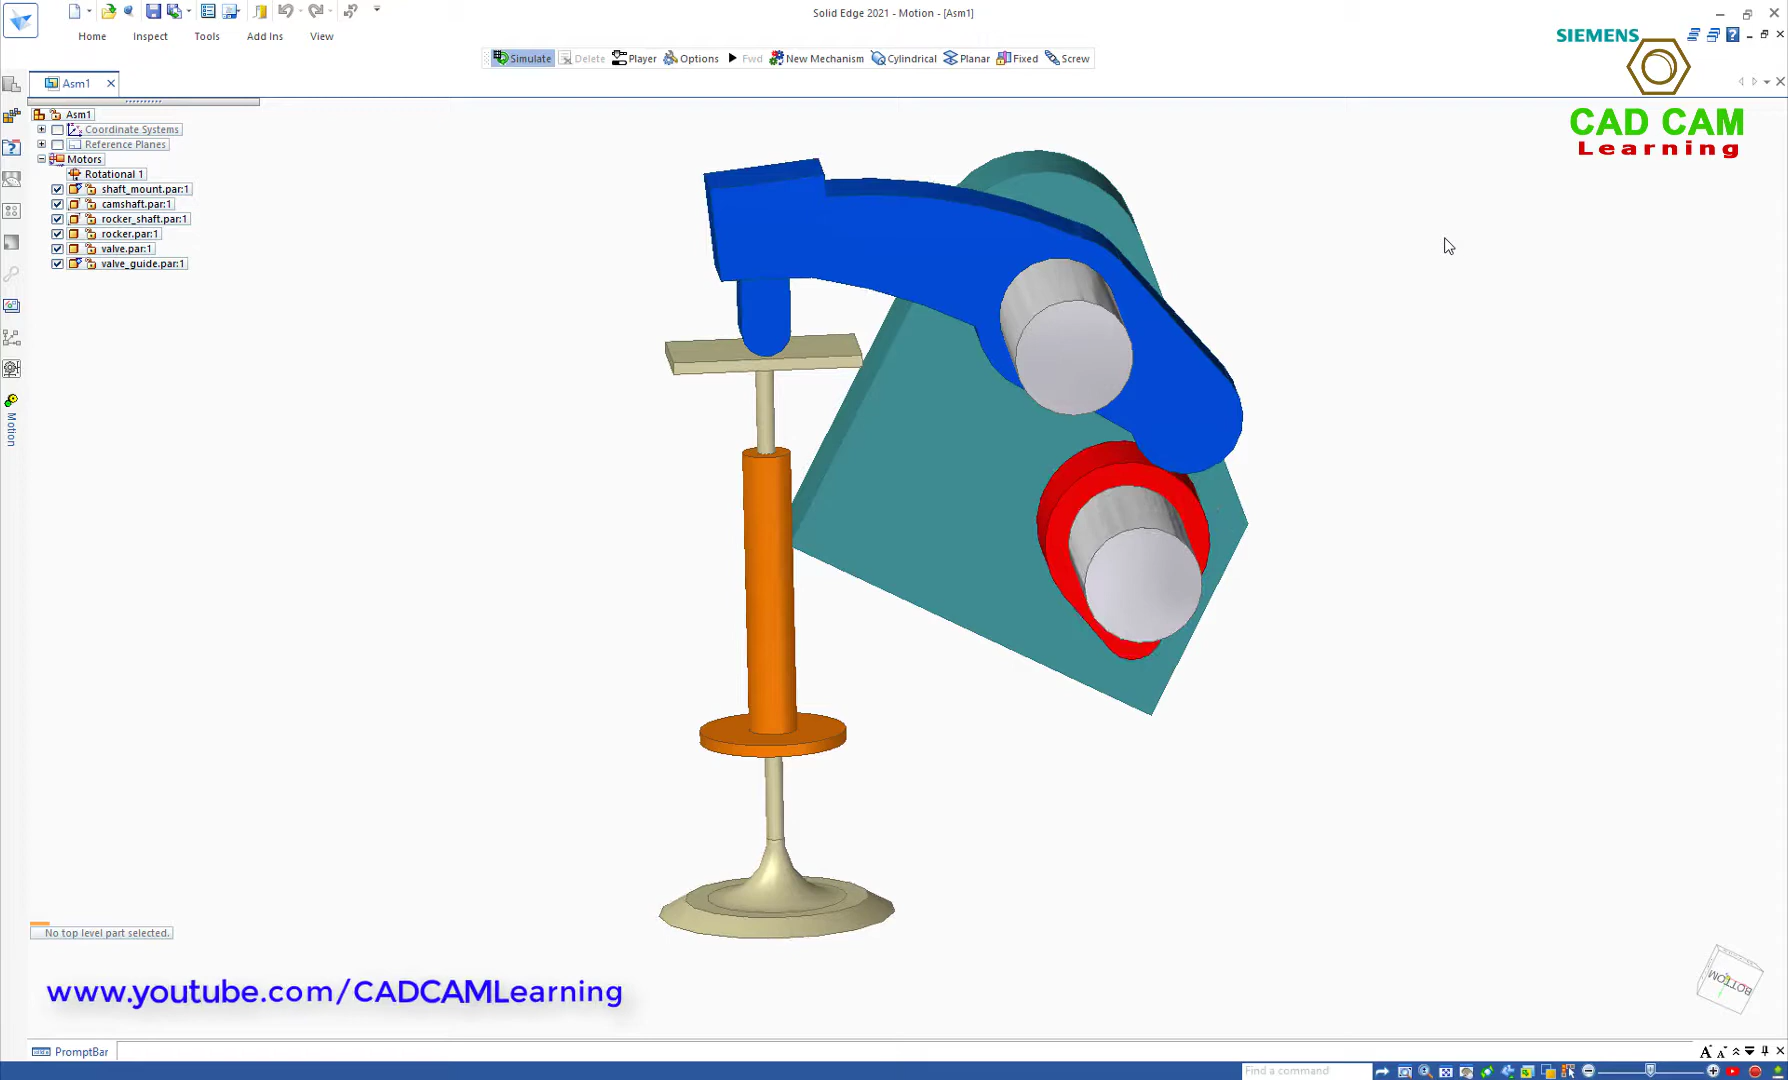 Solid Edge 2021 - Motion - [Asm1]
Home Inspect Tools Add Ins View
SIEMENS
Simulate Delete Player Options Fwd New Mechanism Cylindrical Planar Fixed Screw
Asm1
CAD CAM
Learning
Asm1
Coordinate Systems
Reference Planes
Motors
Rotational 1
shaft_mount.par:1
camshaft.par:1
rocker_shaft.par:1
rocker.par:1
valve.par:1
valve_guide.par:1
Motion
No top level part selected.
BOTTOM
www.youtube.com/CADCAMLearning
PromptBar
Find a command